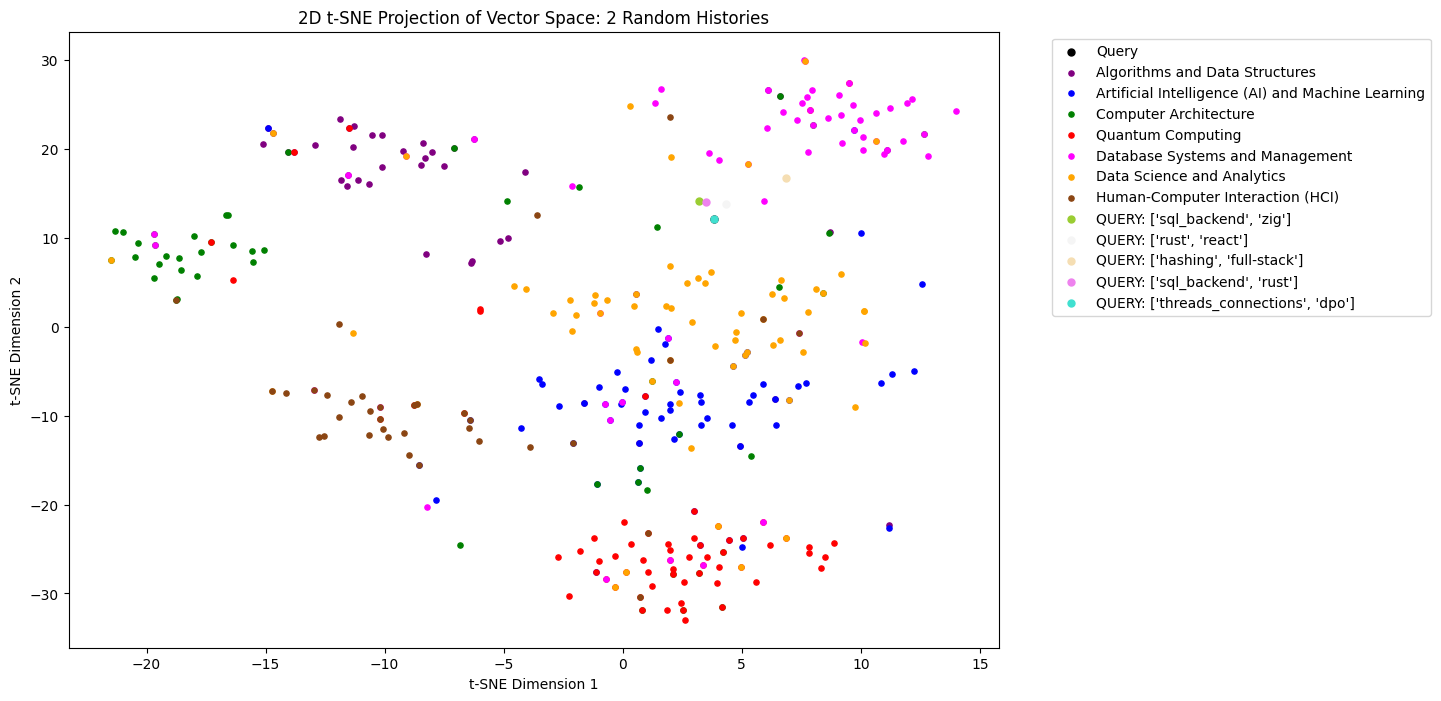 2D t-SNE Projection of Vector Space: 2 Random Histories
t-SNE Dimension 2
30
20
10
0
−10
−20
−30
−20
−15
−10
−5
0
5
10
15
t-SNE Dimension 1
Query
Algorithms and Data Structures
Artificial Intelligence (AI) and Machine Learning
Computer Architecture
Quantum Computing
Database Systems and Management
Data Science and Analytics
Human-Computer Interaction (HCI)
QUERY: ['sql_backend', 'zig']
QUERY: ['rust', 'react']
QUERY: ['hashing', 'full-stack']
QUERY: ['sql_backend', 'rust']
QUERY: ['threads_connections', 'dpo']